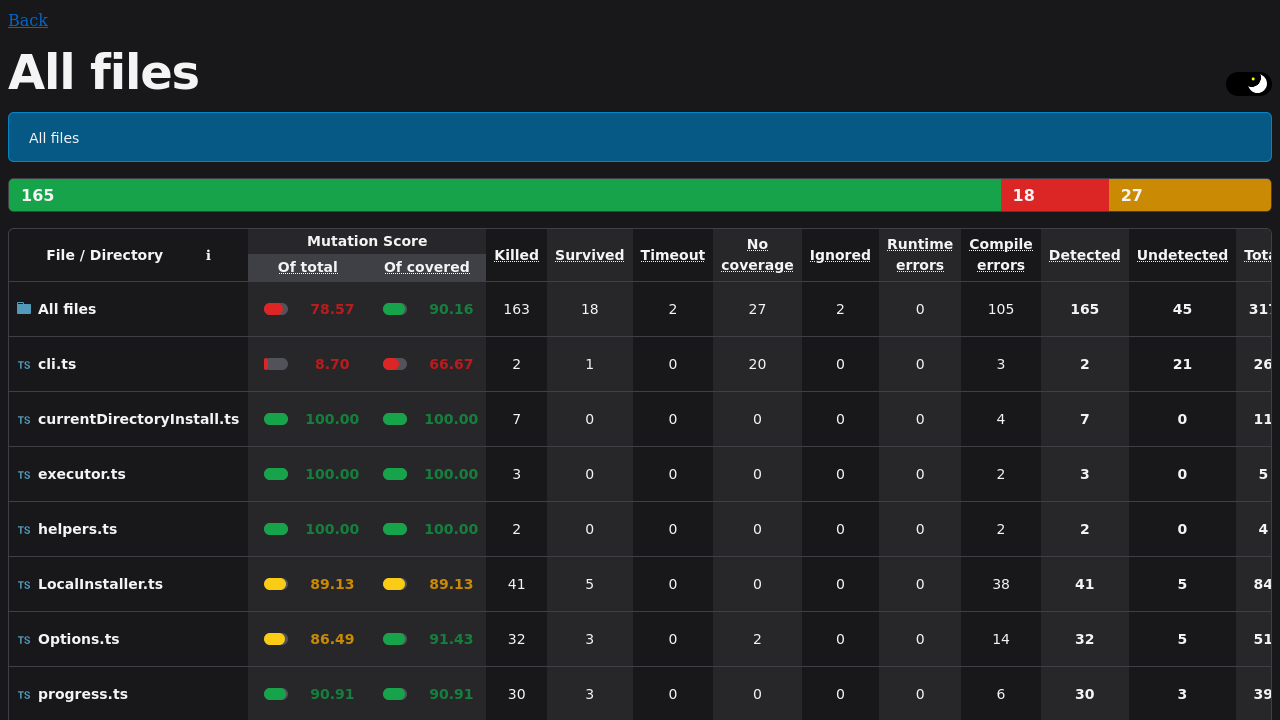 Back
All files
All files
165 18 27
File / Directory ℹ Mutation Score Killed Survived Timeout No coverage Ignored Runtime errors Compile errors Detected Undetected
Of total Of covered
All files 78.57 90.16 163 18 2 27 2 0 105 165 45
TS cli.ts 8.70 66.67 2 1 0 20 0 0 3 2 21 26
TS currentDirectoryInstall.ts 100.00 100.00 7 0 0 0 0 0 4 7 0 11
TS executor.ts 100.00 100.00 3 0 0 0 0 0 2 3 0 5
TS helpers.ts 100.00 100.00 2 0 0 0 0 0 2 2 0 4
TS LocalInstaller.ts 89.13 89.13 41 5 0 0 0 0 38 41 5 84
TS Options.ts 86.49 91.43 32 3 0 2 0 0 14 32 5 51
TS progress.ts 90.91 90.91 30 3 0 0 0 0 6 30 3 39